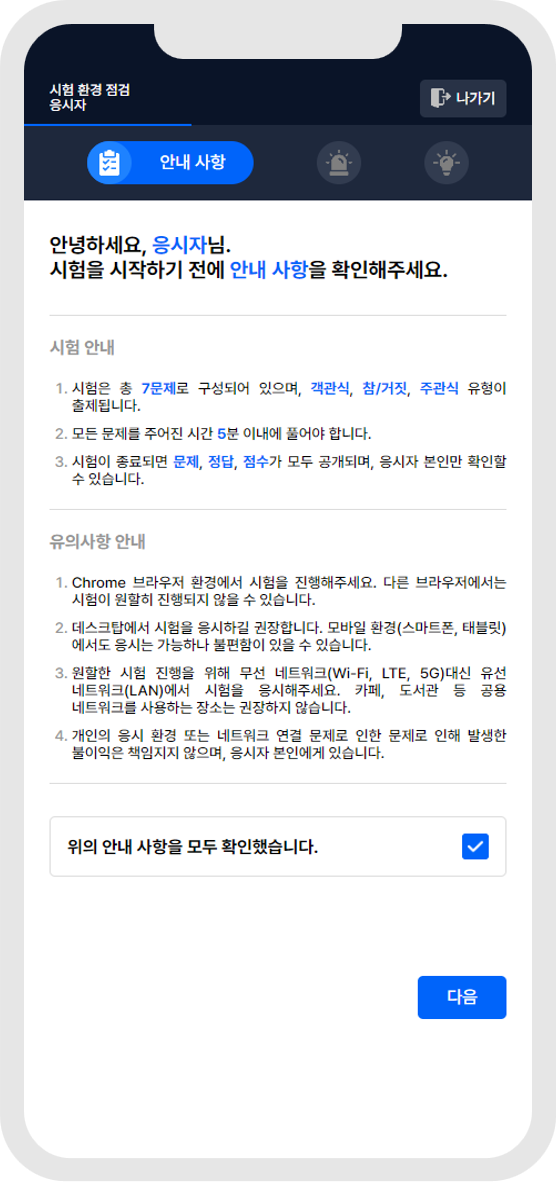 시험 환경 점검
응시자
나가기
안내 사항
안녕하세요, 응시자님.
시험을 시작하기 전에 안내 사항을 확인해주세요.
시험 안내
1. 시험은 총 7문제로 구성되어 있으며, 객관식, 참/거짓, 주관식 유형이
출제됩니다.
2. 모든 문제를 주어진 시간 5분 이내에 풀어야 합니다.
3. 시험이 종료되면 문제, 정답, 점수가 모두 공개되며, 응시자 본인만 확인할
수 있습니다.
유의사항 안내
1. Chrome 브라우저 환경에서 시험을 진행해주세요. 다른 브라우저에서는
시험이 원할히 진행되지 않을 수 있습니다.
2. 데스크탑에서 시험을 응시하길 권장합니다. 모바일 환경(스마트폰, 태블릿)
에서도 응시는 가능하나 불편함이 있을 수 있습니다.
3. 원할한 시험 진행을 위해 무선 네트워크(Wi-Fi, LTE, 5G)대신 유선
네트워크(LAN)에서 시험을 응시해주세요. 카페, 도서관 등 공용
네트워크를 사용하는 장소는 권장하지 않습니다.
4. 개인의 응시 환경 또는 네트워크 연결 문제로 인한 문제로 인해 발생한
불이익은 책임지지 않으며, 응시자 본인에게 있습니다.
위의 안내 사항을 모두 확인했습니다.
다음